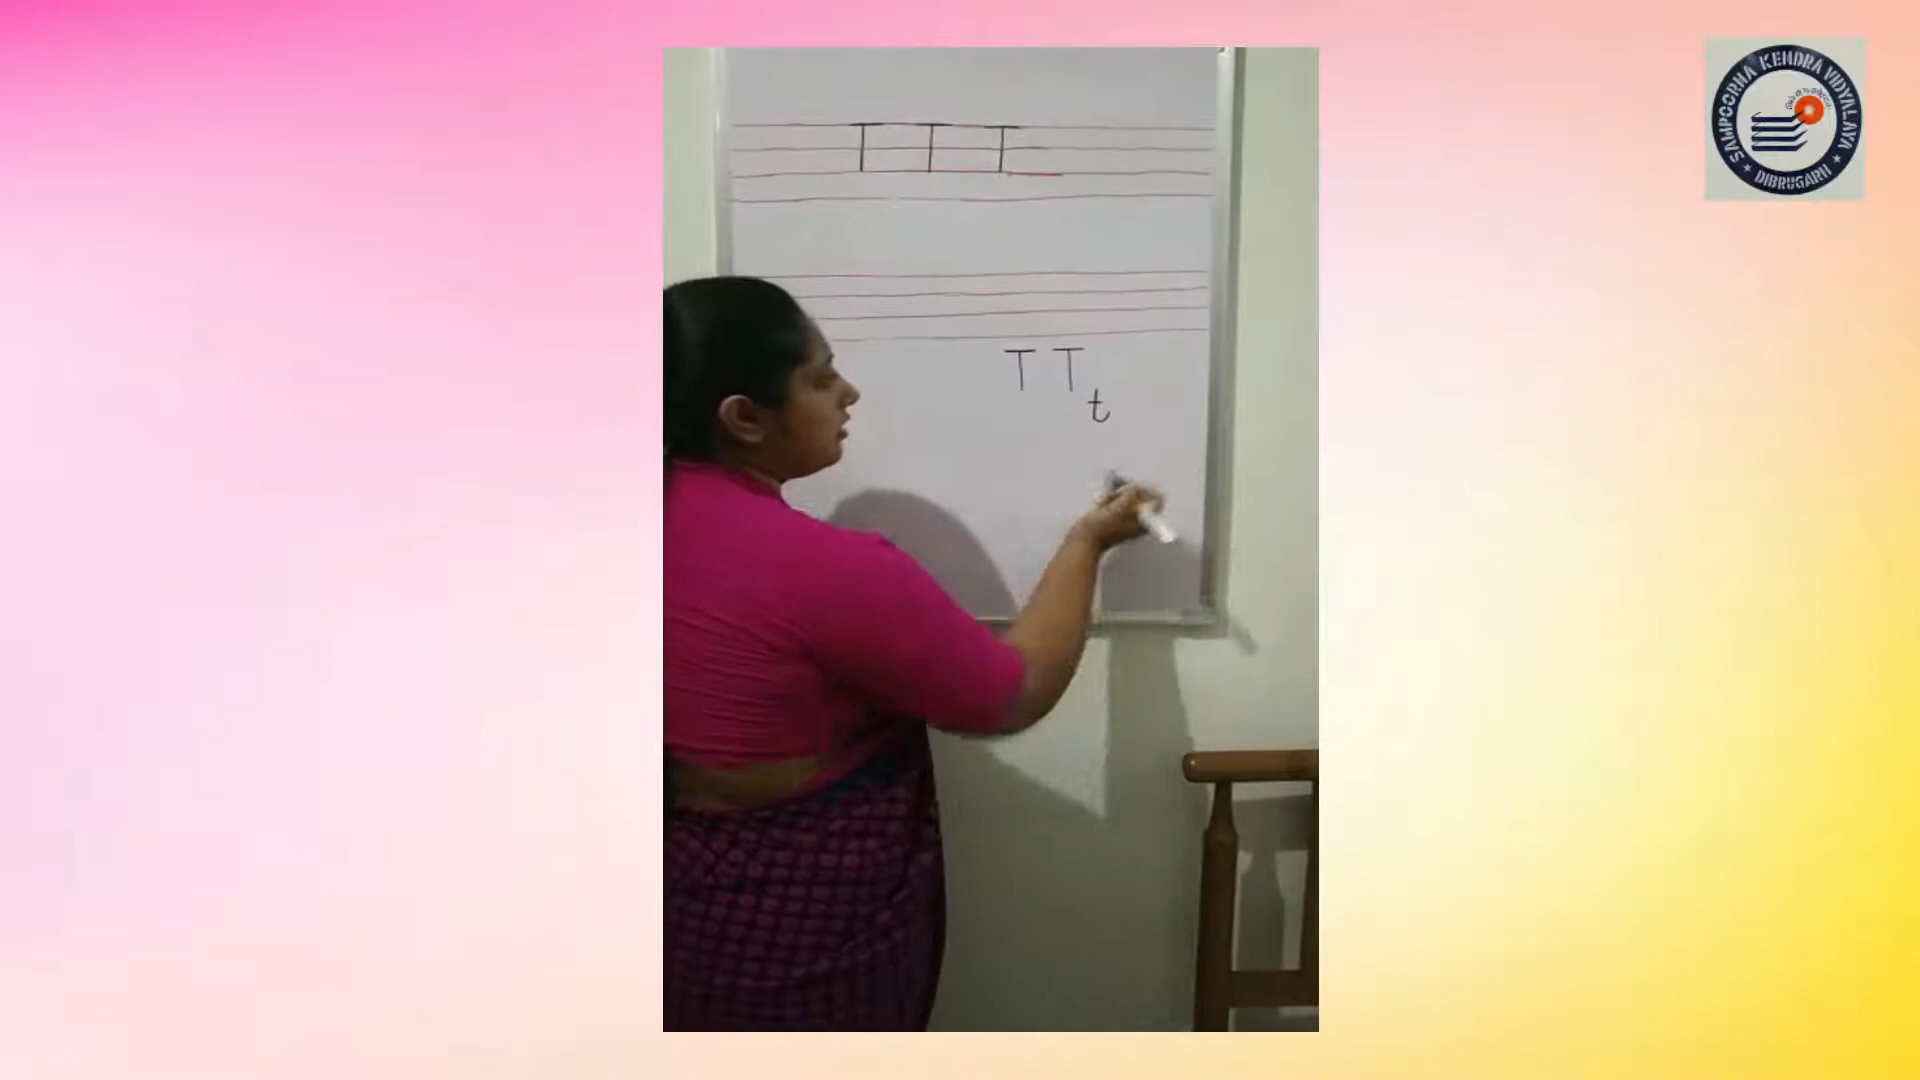 T T T
T T
t
SAMPOORNA KENDRA VIDYALAYA
DIBRUGARH